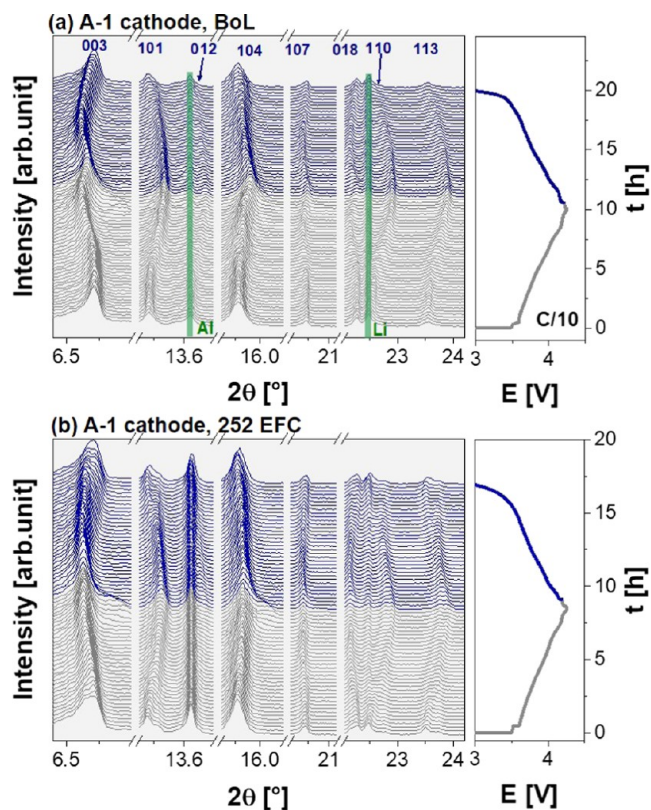 (a) A-1 cathode, BoL
003 101 012 104 107 018 110 113
Intensity [arb.unit]
Al
Li
6.5 13.6 16.0 21 23 24
2θ [°]
20
15
10
5
0
t [h]
C/10
3 4
E [V]
(b) A-1 cathode, 252 EFC
Intensity [arb.unit]
6.5 13.6 16.0 21 23 24
2θ [°]
20
15
10
5
0
t [h]
3 4
E [V]